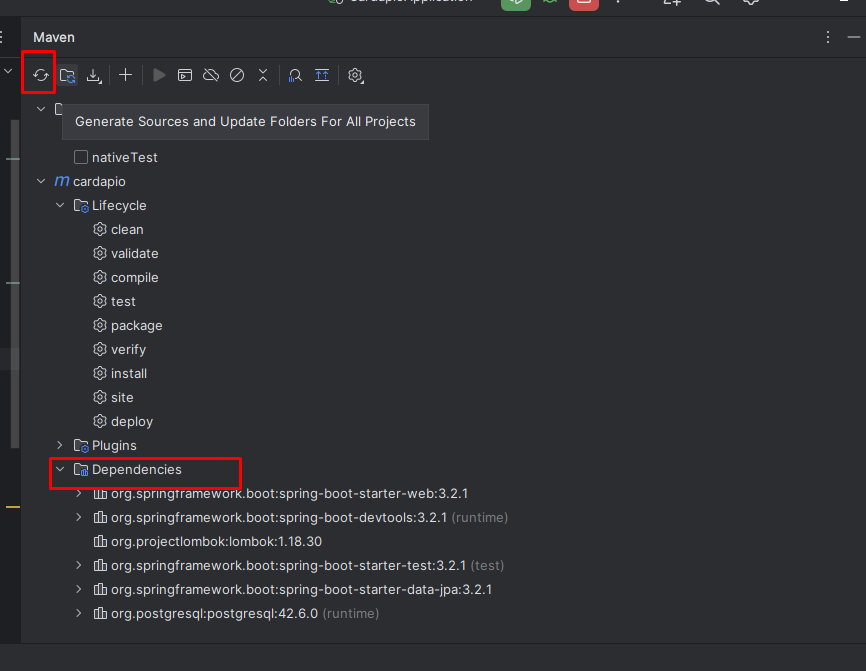 CardapioApplication
Maven
Generate Sources and Update Folders For All Projects
nativeTest
m cardapio
Lifecycle
clean
validate
compile
test
package
verify
install
site
deploy
Plugins
Dependencies
org.springframework.boot:spring-boot-starter-web:3.2.1
org.springframework.boot:spring-boot-devtools:3.2.1 (runtime)
org.projectlombok:lombok:1.18.30
org.springframework.boot:spring-boot-starter-test:3.2.1 (test)
org.springframework.boot:spring-boot-starter-data-jpa:3.2.1
org.postgresql:postgresql:42.6.0 (runtime)